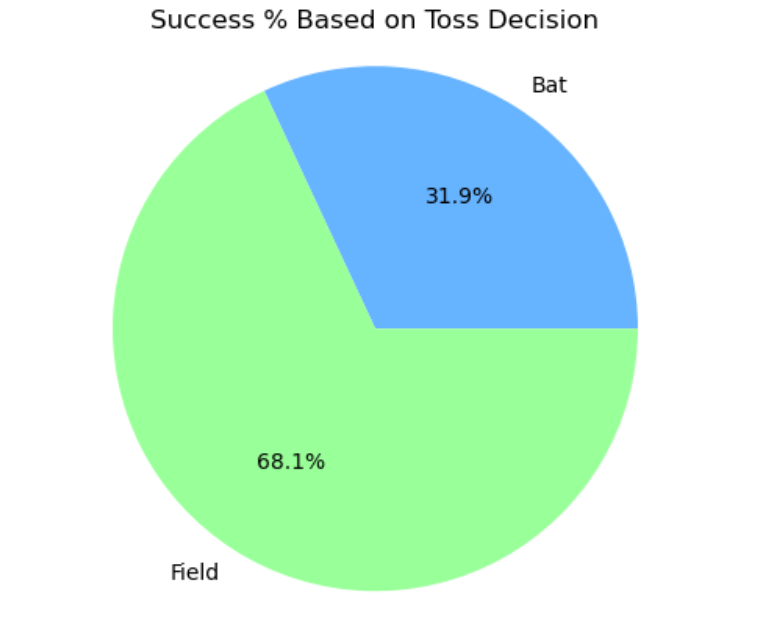 Success % Based on Toss Decision
Bat
31.9%
68.1%
Field